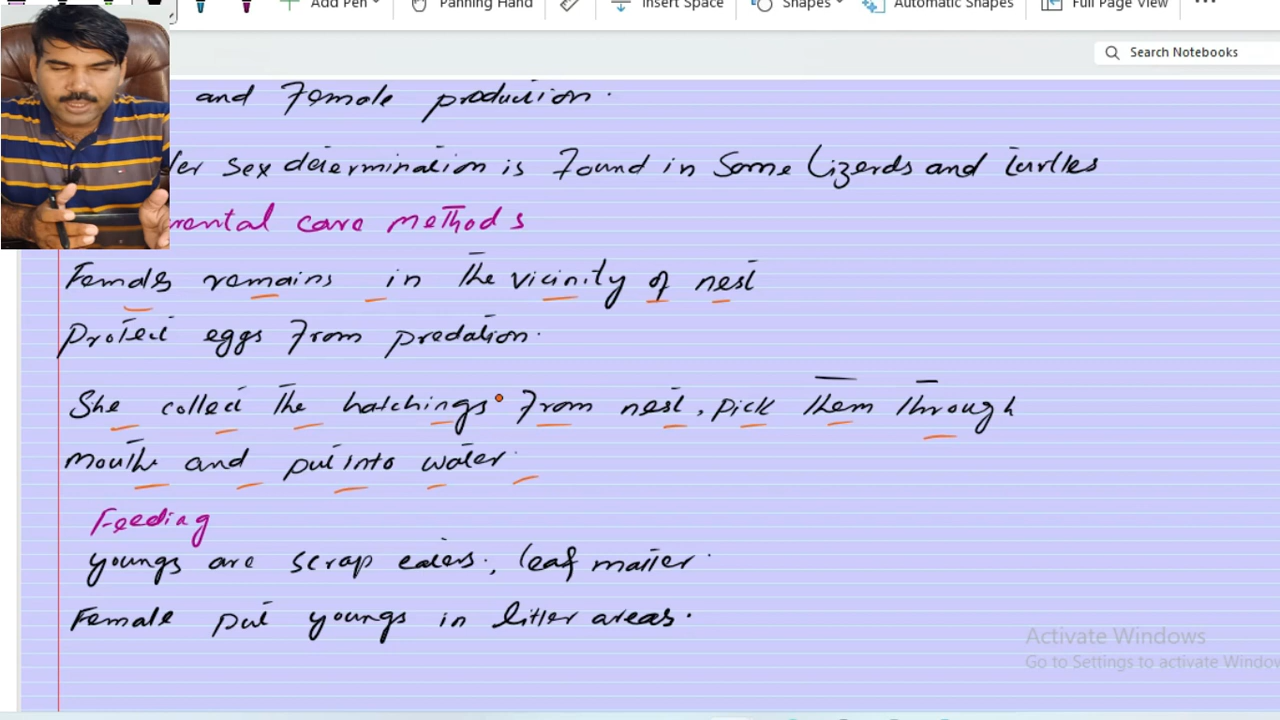 Add Pen
Panning Hand
Insert Space
Shapes
Automatic Shapes
Full Page View
Search Notebooks
and Female production.
sex determination is found in some lizerds and turtles
care methods
Females remains in the vicinity of nest
Protect eggs from predation.
She collect the hatchings from nest, pick them through
mouth and put into water.
Feeding
youngs are scrap eaters, leaf matter.
Female put youngs in litter areas.
Activate Windows
Go to Settings to activate Windo